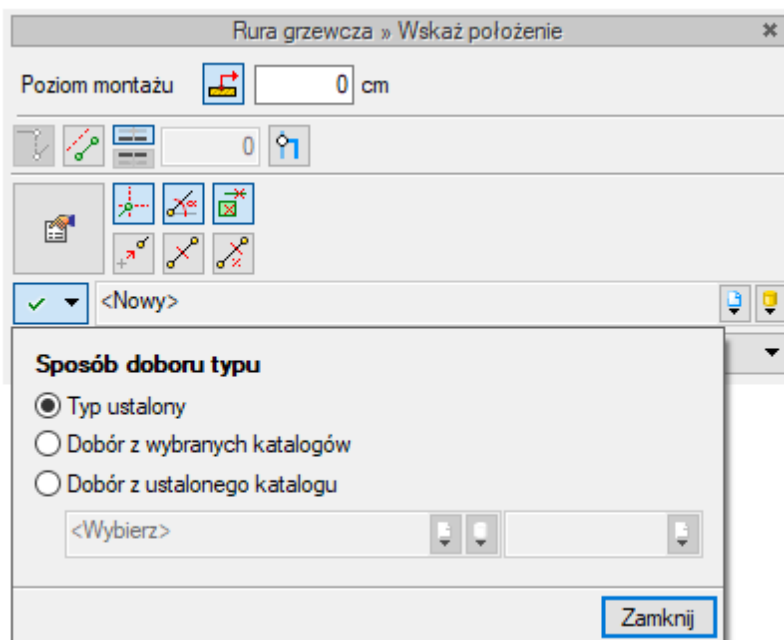 Rura grzewcza » Wskaż położenie
Poziom montażu 0 cm
0
<Nowy>
Sposób doboru typu
Typ ustalony
Dobór z wybranych katalogów
Dobór z ustalonego katalogu
<Wybierz>
Zamknij